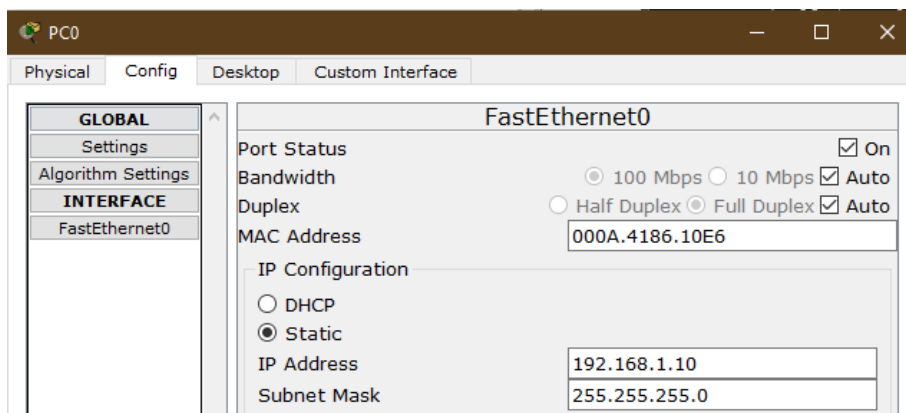 PC0
Physical Config Desktop Custom Interface
GLOBAL
Settings
Algorithm Settings
INTERFACE
FastEthernet0
FastEthernet0
Port Status On
Bandwidth 100 Mbps 10 Mbps Auto
Duplex Half Duplex Full Duplex Auto
MAC Address 000A.4186.10E6
IP Configuration
DHCP
Static
IP Address 192.168.1.10
Subnet Mask 255.255.255.0